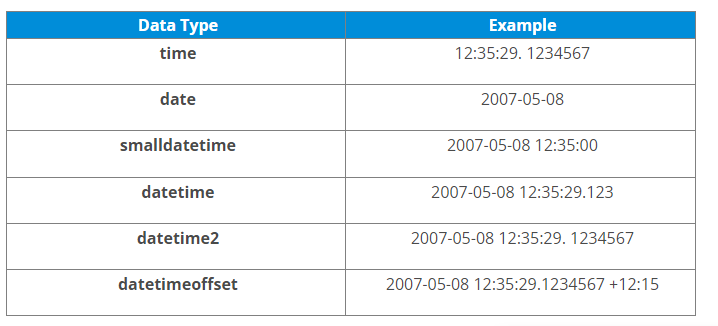 Data Type Example
time 12:35:29. 1234567
date 2007-05-08
smalldatetime 2007-05-08 12:35:00
datetime 2007-05-08 12:35:29.123
datetime2 2007-05-08 12:35:29. 1234567
datetimeoffset 2007-05-08 12:35:29.1234567 +12:15